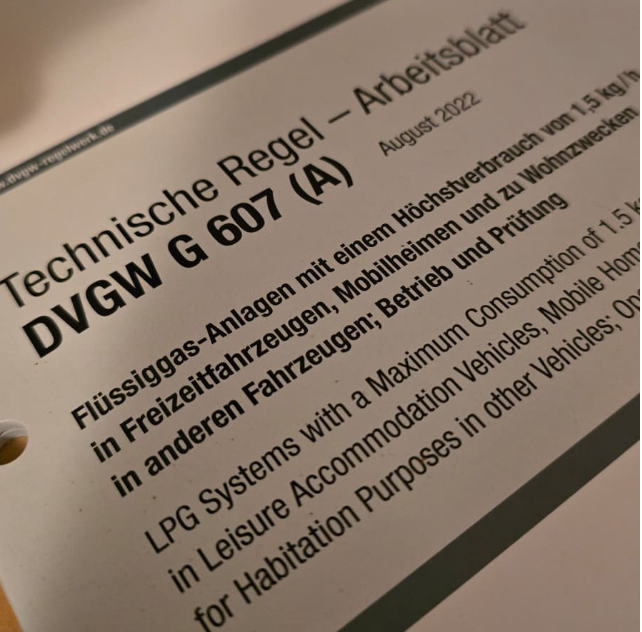 w.dvgw-regelwerk.de
Technische Regel – Arbeitsblatt
DVGW G 607 (A)
August 2022
Flüssiggas-Anlagen mit einem Höchstverbrauch von 1,5 kg/h
in Freizeitfahrzeugen, Mobilheimen und zu Wohnzwecken
in anderen Fahrzeugen; Betrieb und Prüfung
LPG Systems with a Maximum Consumption of 1.5
in Leisure Accommodation Vehicles, Mobile
for Habitation Purposes in other Vehicles;